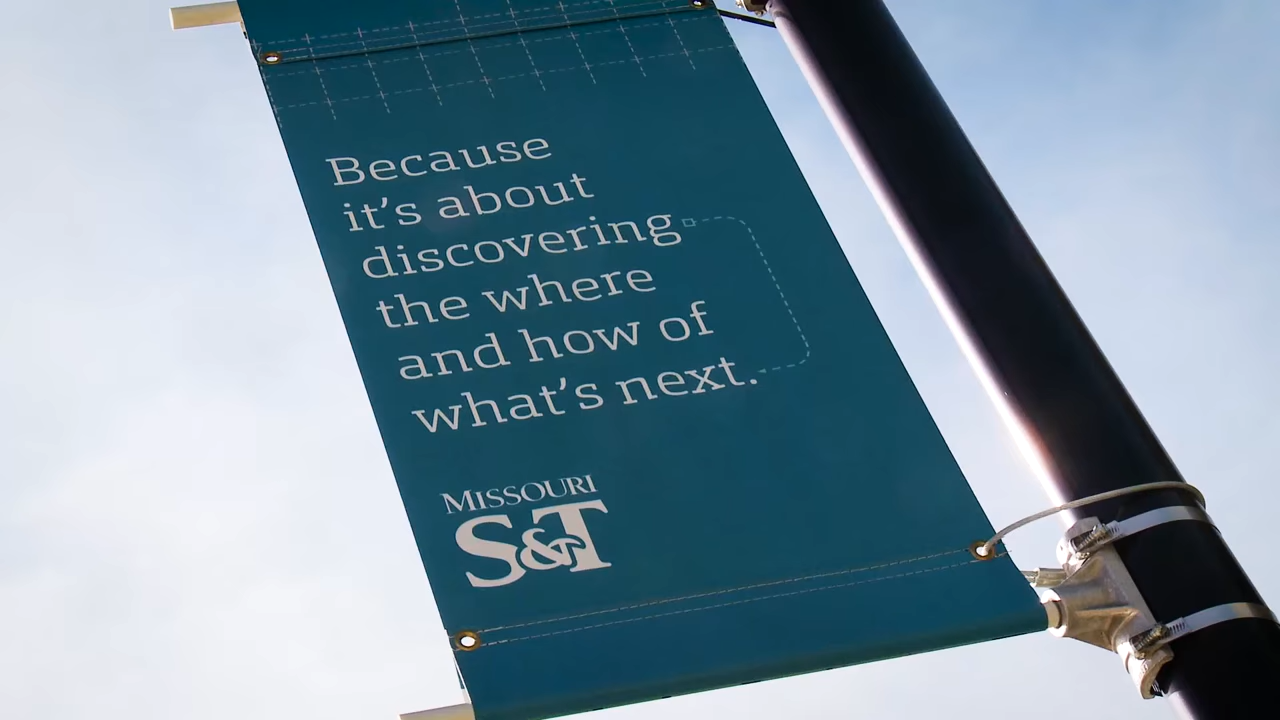 Because
it's about
discovering
the where
and how of
what's next.
MISSOURI
S&T